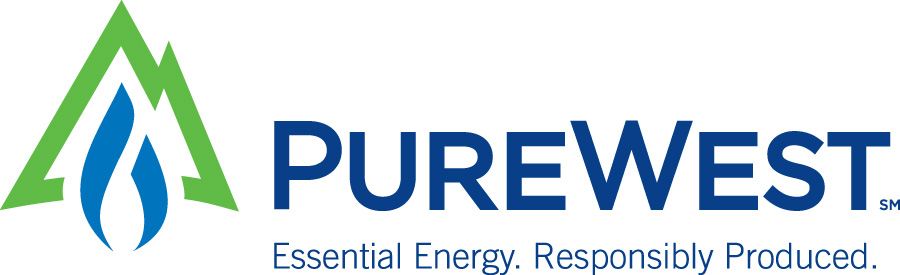 PUREWEST SM
Essential Energy. Responsibly Produced.